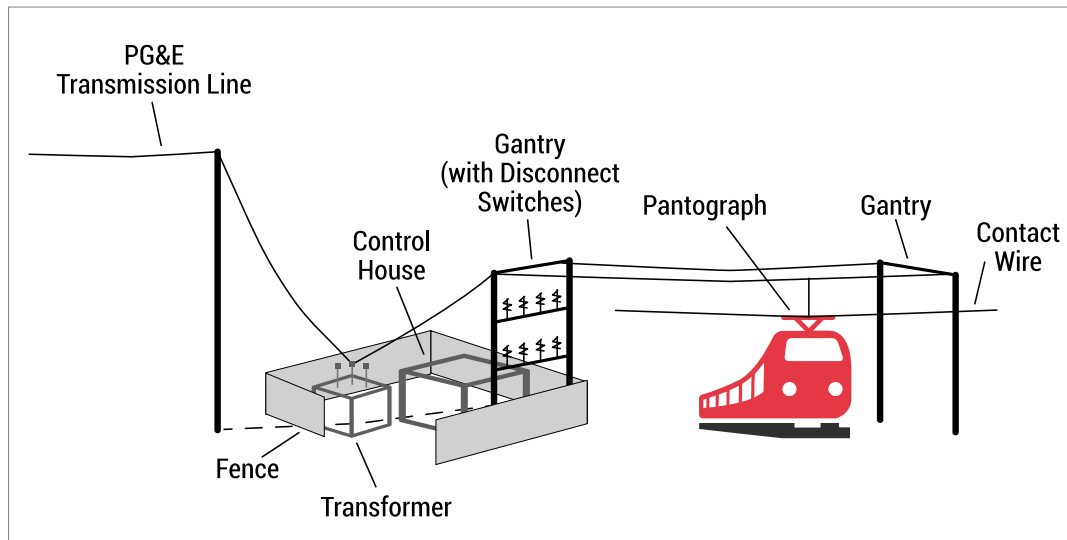 PG&E
Transmission Line
Gantry
(with Disconnect
Switches)
Control
House
Pantograph
Gantry
Contact
Wire
Fence
Transformer